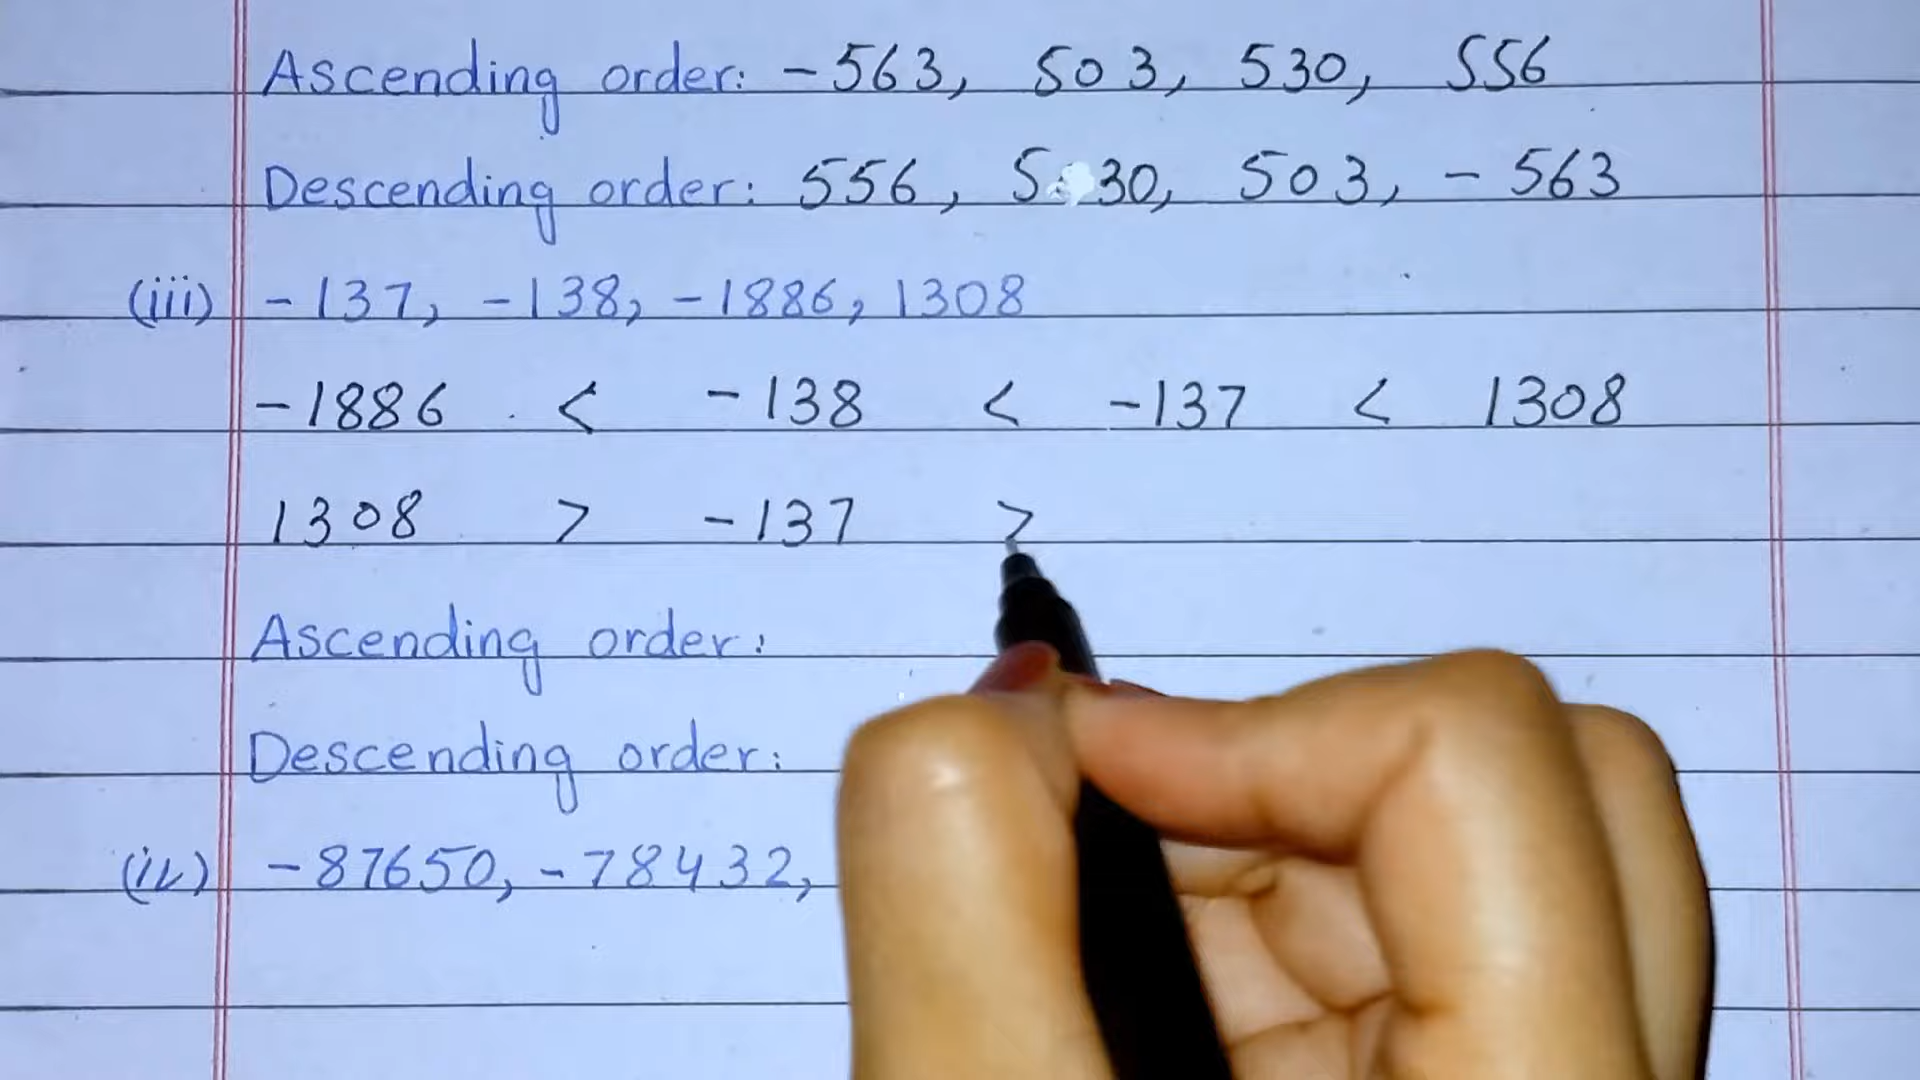 Ascending order: -563, 503, 530, 556
Descending order: 556, 530, 503, -563
(iii) -137, -138, -1886, 1308
-1886 < -138 < -137 < 1308
1308 > -137 >
Ascending order:
Descending order:
(iv) -87650, -78432,